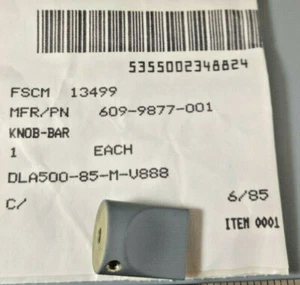 5355002348824
FSCM 13499
MFR/PN 609-9877-001
KNOB-BAR
1 EACH
DLA500-85-M-V888
C/ 6/85
ITEM 0001